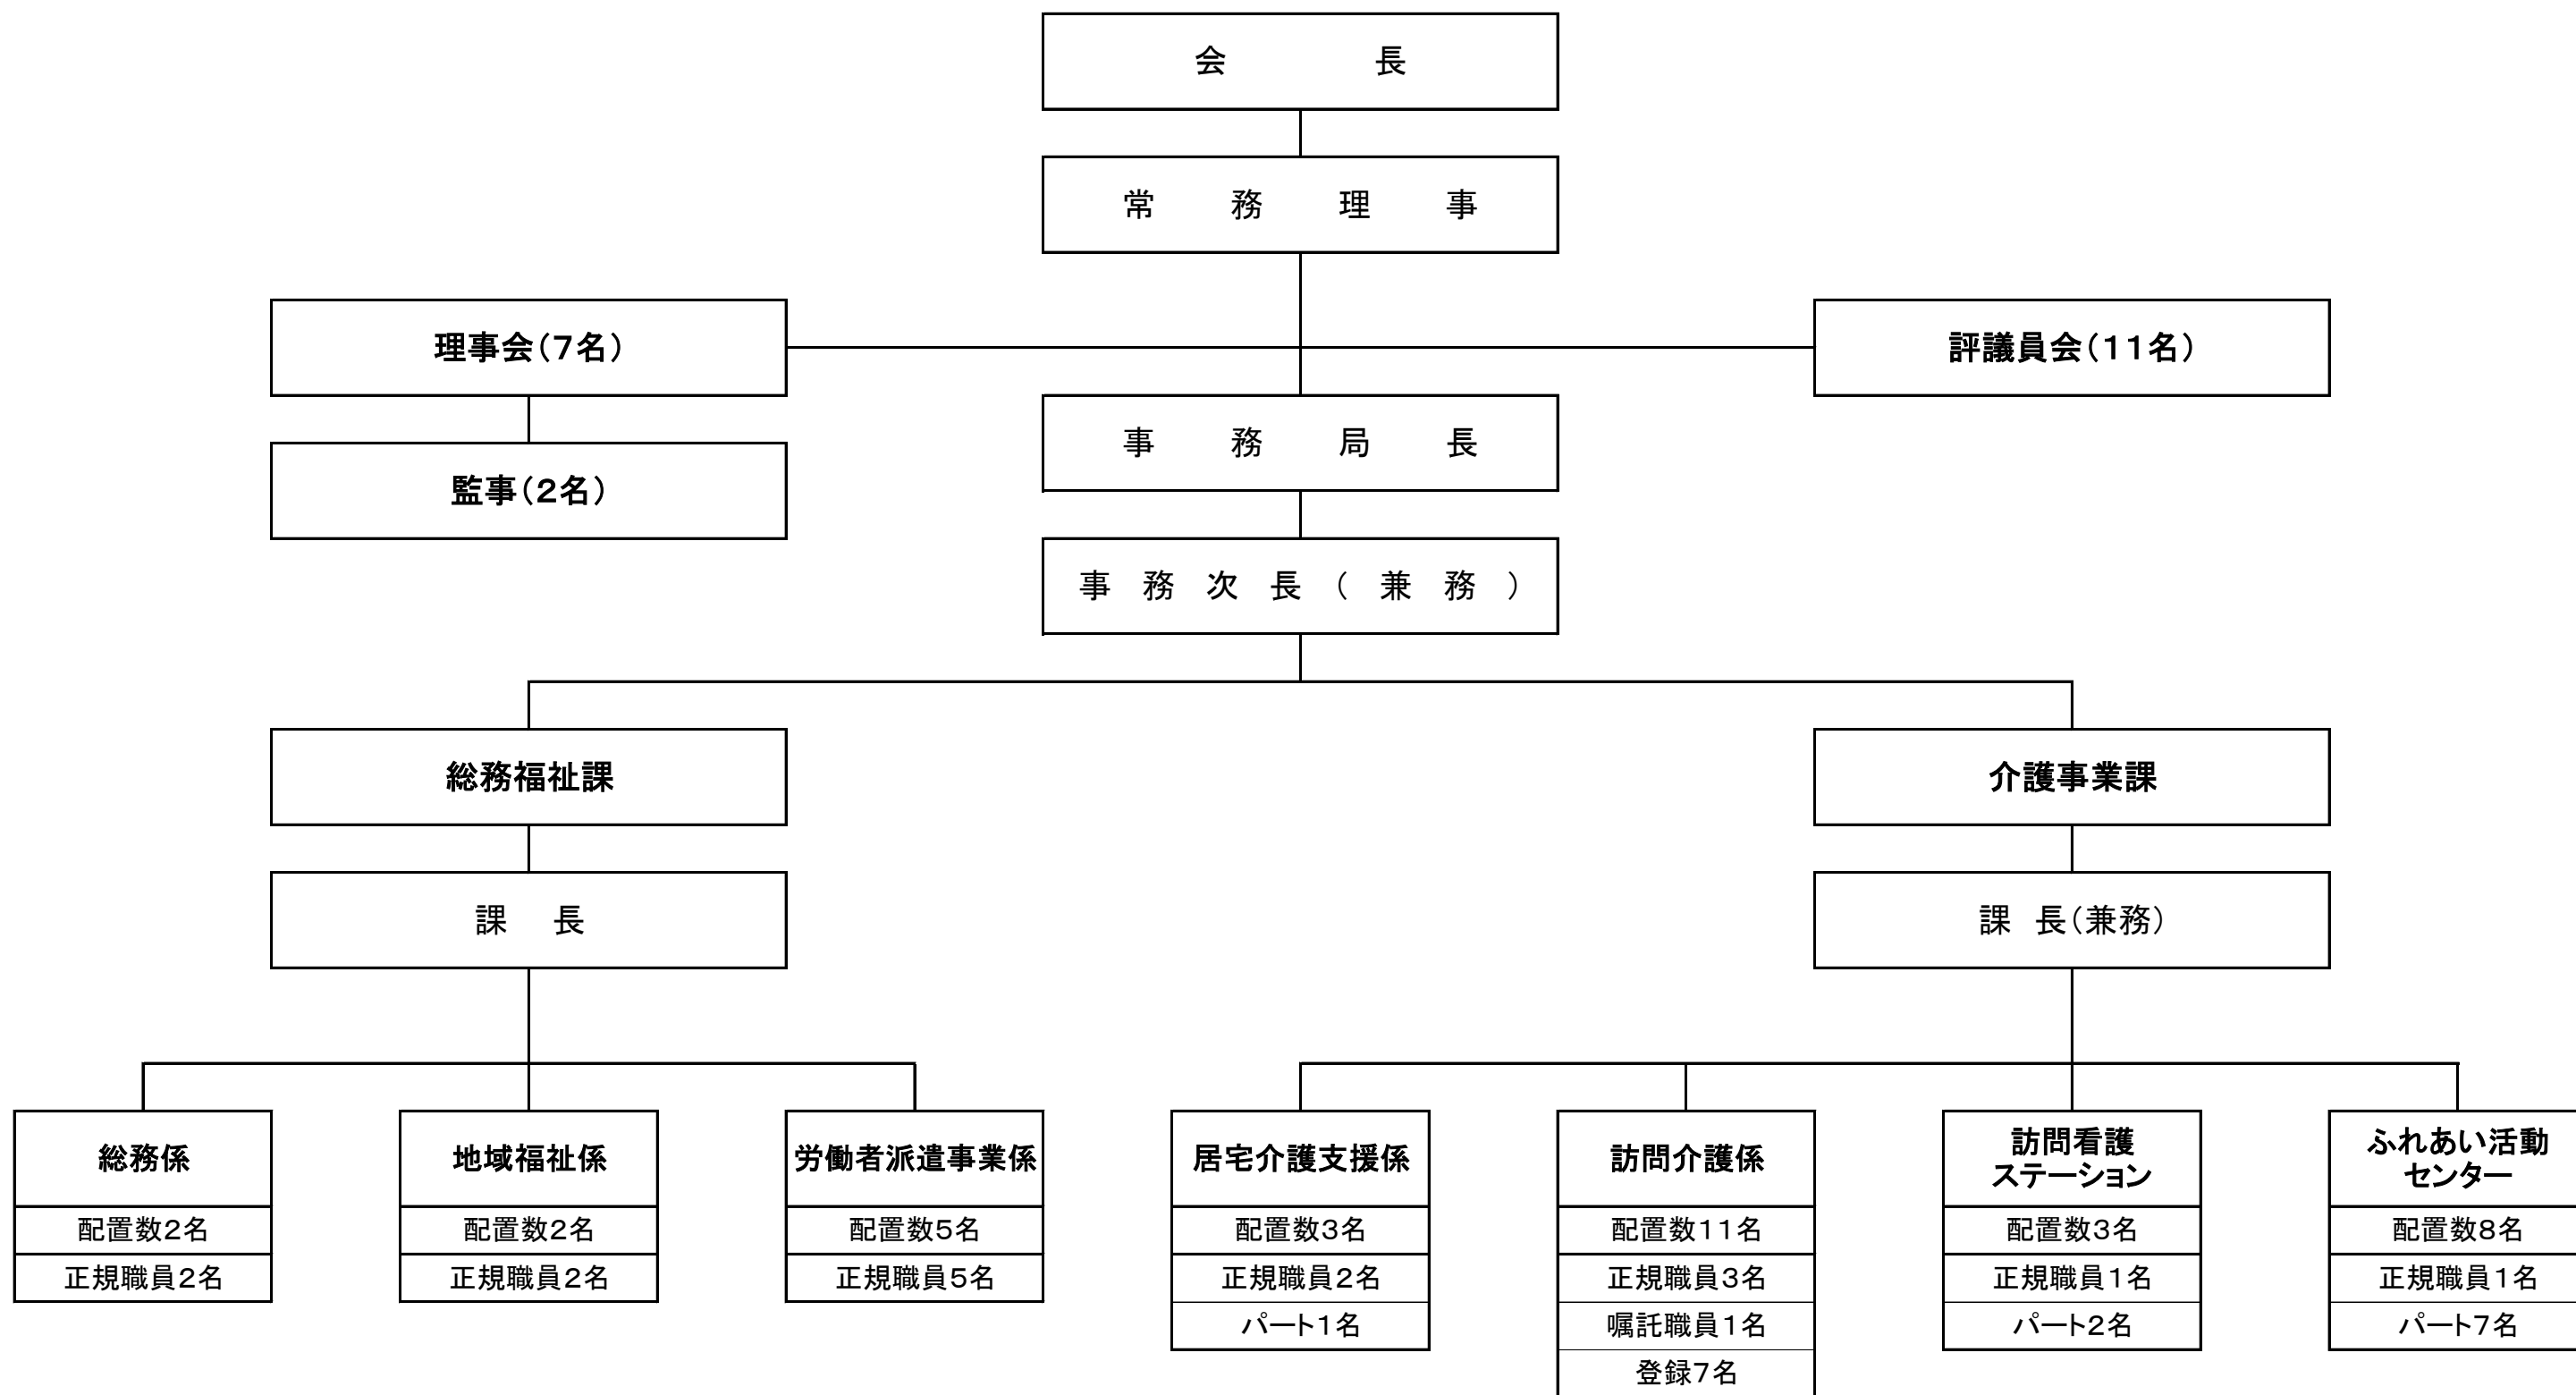 会長
常務理事
理事会(7名)
評議員会(11名)
事務局長
監事(2名)
事務次長(兼務)
総務福祉課
介護事業課
課長
課長(兼務)
総務係
配置数2名
正規職員2名
地域福祉係
配置数2名
正規職員2名
労働者派遣事業係
配置数5名
正規職員5名
居宅介護支援係
配置数3名
正規職員2名
パート1名
訪問介護係
配置数11名
正規職員3名
嘱託職員1名
登録7名
訪問看護
ステーション
配置数3名
正規職員1名
パート2名
ふれあい活動
センター
配置数8名
正規職員1名
パート7名